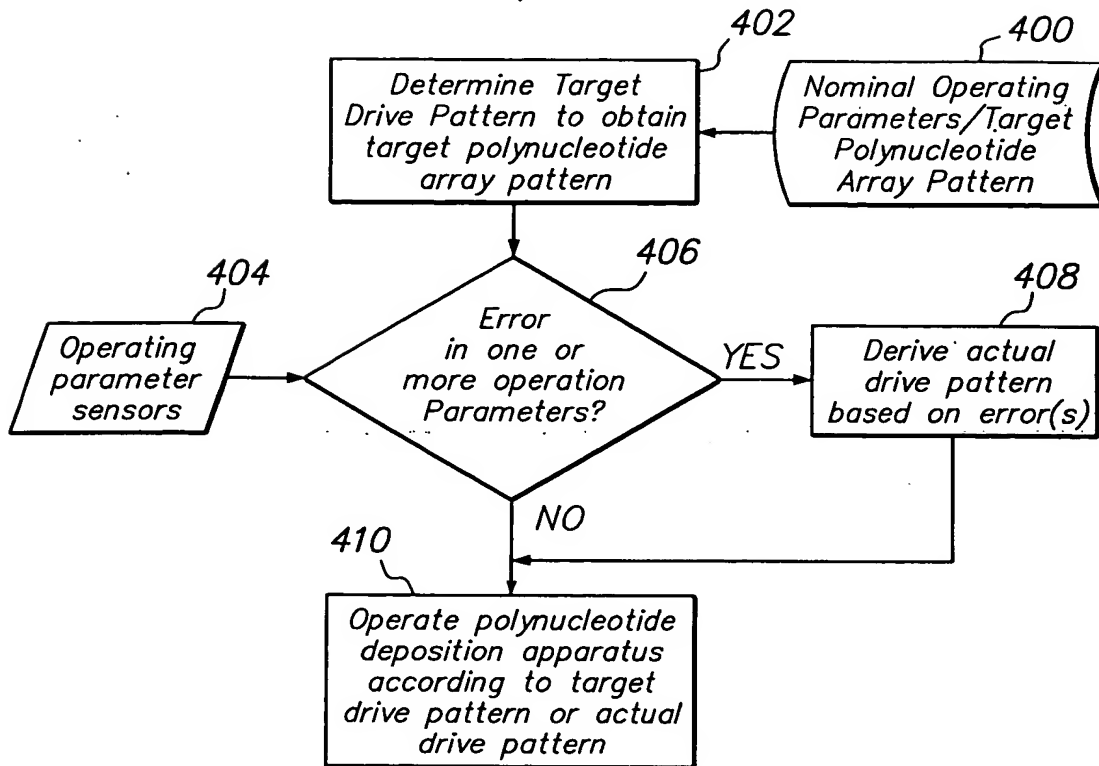 402
400
Determine Target
Drive Pattern to obtain
target polynucleotide
array pattern
Nominal Operating
Parameters/Target
Polynucleotide
Array Pattern
404
406
408
Operating
parameter
sensors
Error
in one or
more operation
Parameters?
YES
Derive actual
drive pattern
based on error(s)
NO
410
Operate polynucleotide
deposition apparatus
according to target
drive pattern or actual
drive pattern